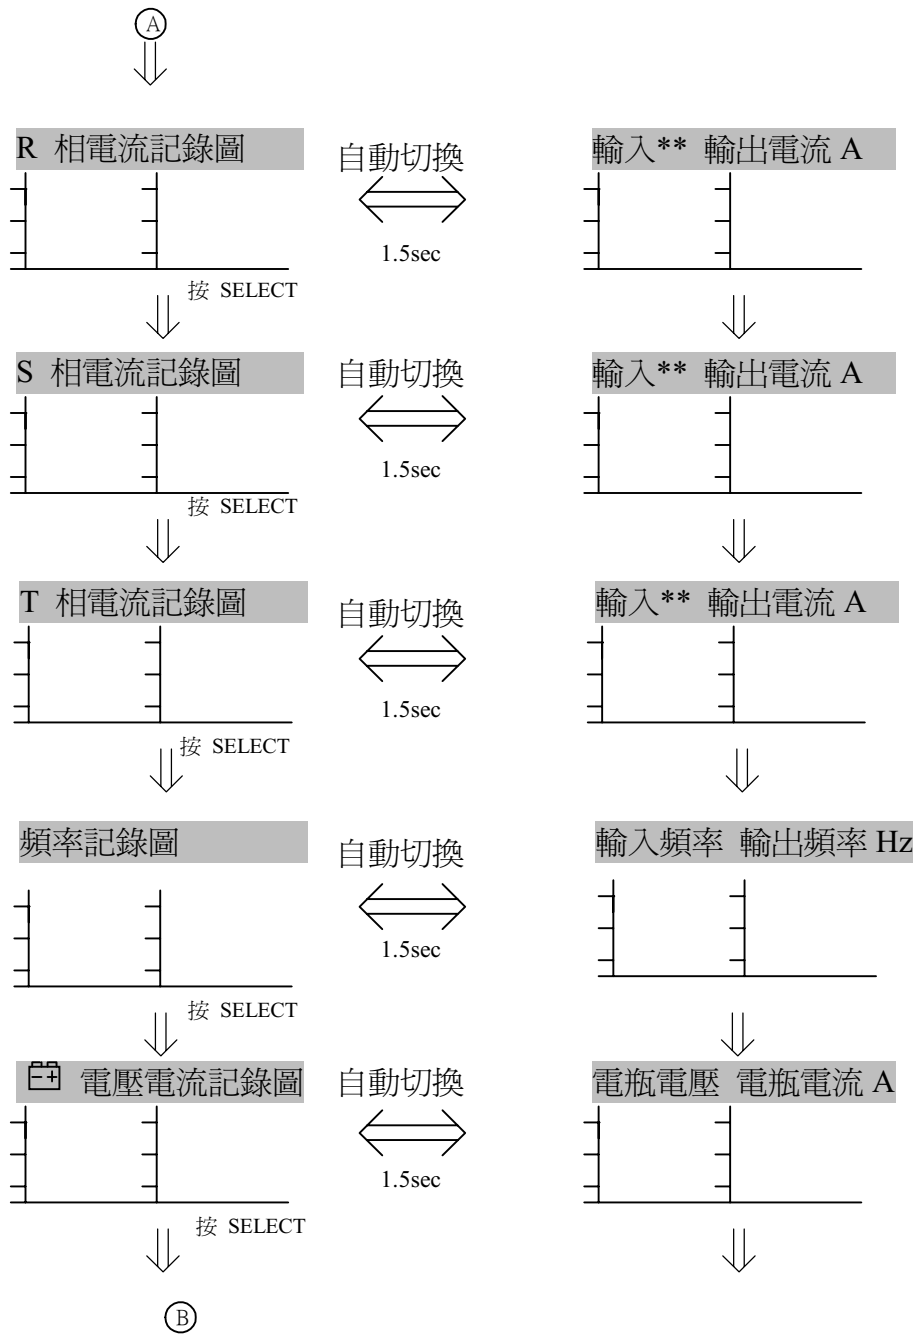 A
R 相電流記錄圖
自動切換
輸入** 輸出電流 A
1.5sec
按 SELECT
S 相電流記錄圖
自動切換
輸入** 輸出電流 A
1.5sec
按 SELECT
T 相電流記錄圖
自動切換
輸入** 輸出電流 A
1.5sec
按 SELECT
頻率記錄圖
自動切換
輸入頻率 輸出頻率 Hz
1.5sec
按 SELECT
電壓電流記錄圖
自動切換
電瓶電壓 電瓶電流 A
1.5sec
按 SELECT
B